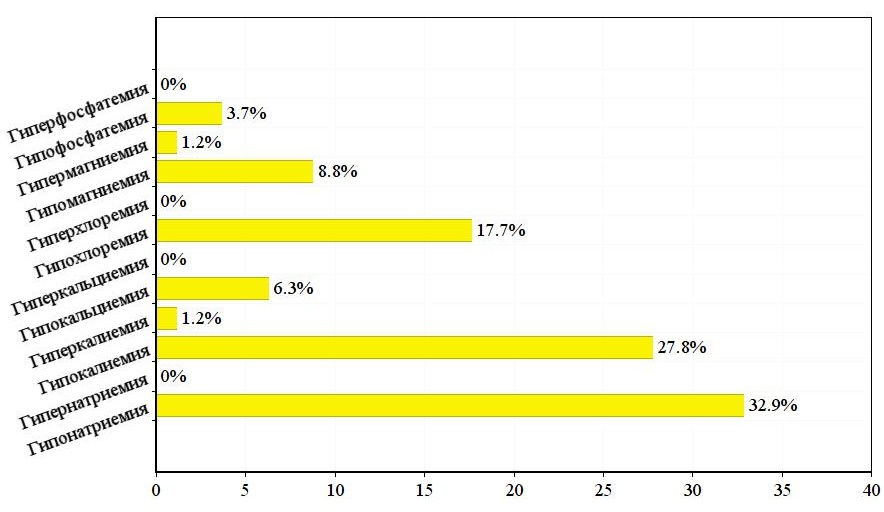 Гиперфосфатемия 0%
Гипофосфатемия 3.7%
Гипермагниемия 1.2%
Гипомагниемия 8.8%
Гиперхлоремия 0%
Гипохлоремия 17.7%
Гиперкальциемия 0%
Гипокальциемия 6.3%
Гиперкалиемия 1.2%
Гипокалиемия 27.8%
Гипернатриемия 0%
Гипонатриемия 32.9%
0 5 10 15 20 25 30 35 40